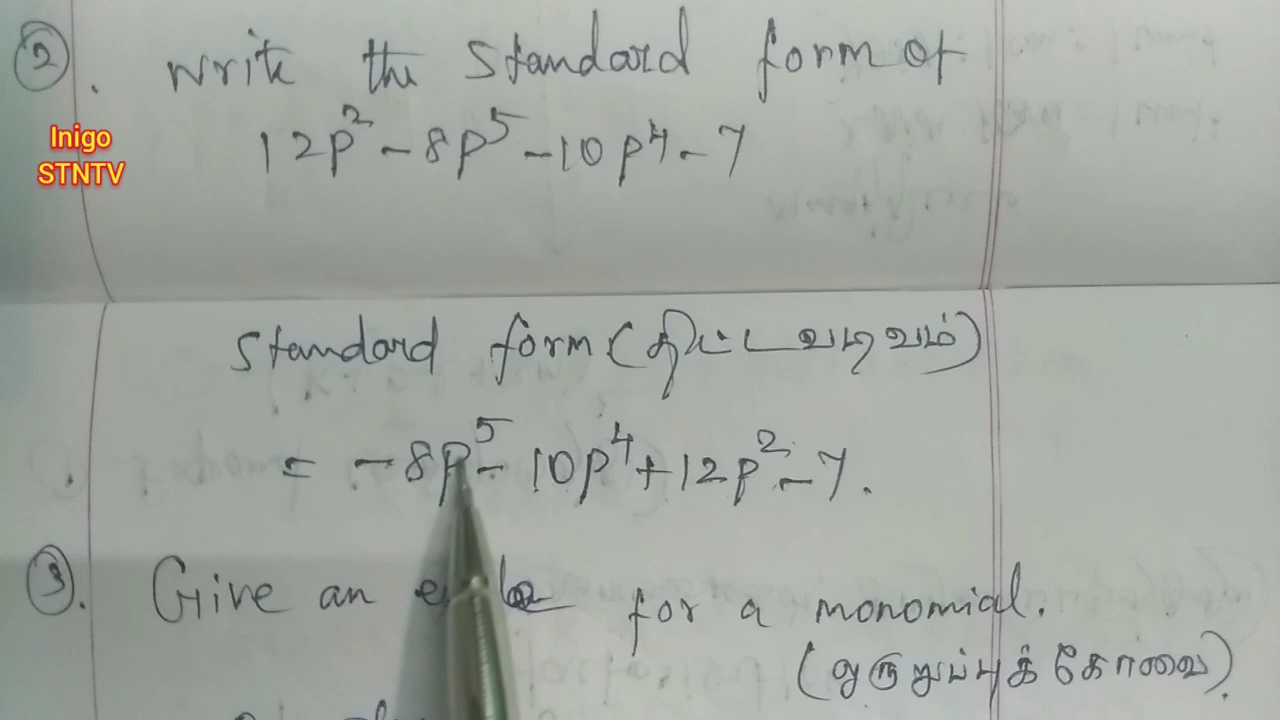 ②. Write the standard form of
12p² - 8p⁵ - 10p⁴ - 7
Inigo
STNTV
Standard form (திட்டவடிவம்)
= -8p⁵ - 10p⁴ + 12p² - 7.
③. Give an for a monomial.
(ஒருறுப்புக் கோவை)